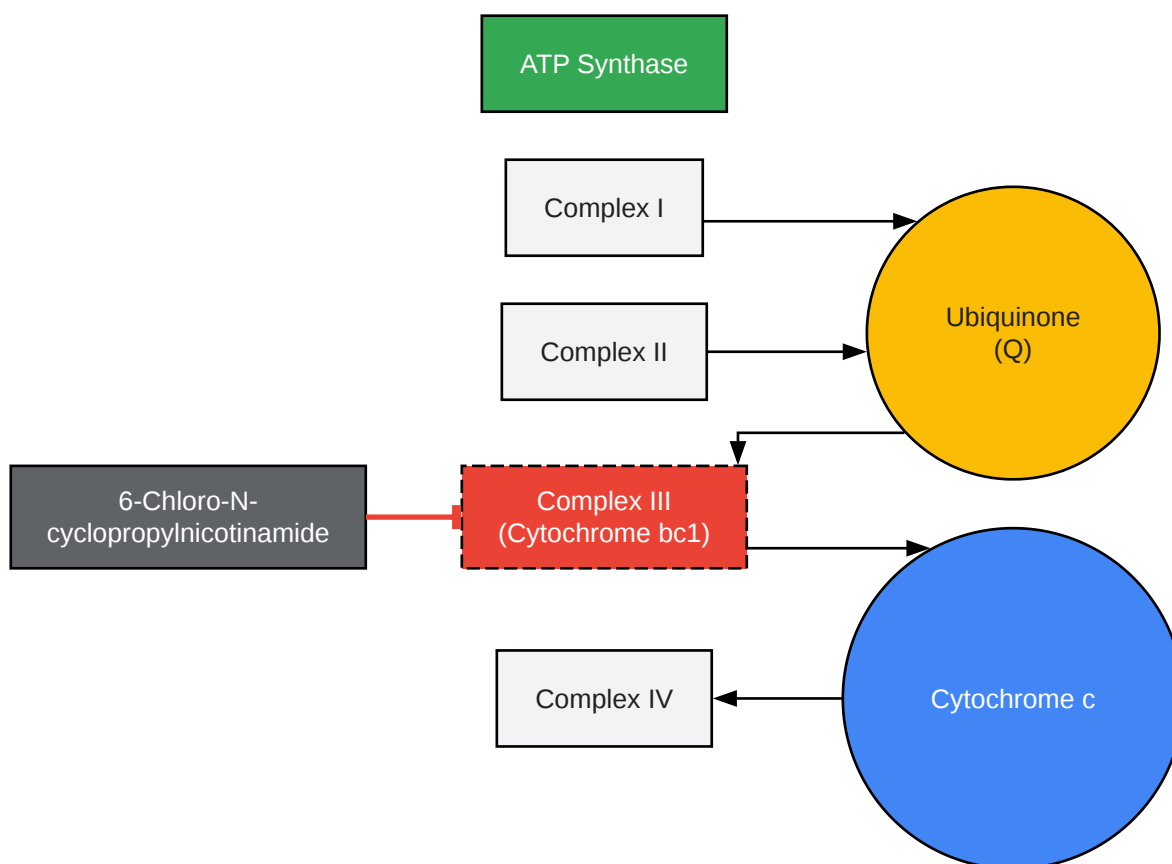 ATP Synthase
Complex I
Ubiquinone
(Q)
Complex II
6-Chloro-N-
cyclopropylnicotinamide
Complex III
(Cytochrome bc1)
Complex IV
Cytochrome c